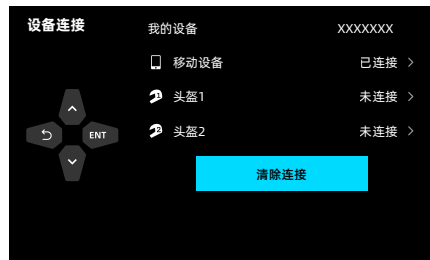 设备连接
我的设备 XXXXXXX
移动设备 已连接
头盔1 未连接
ENT
头盔2 未连接
清除连接